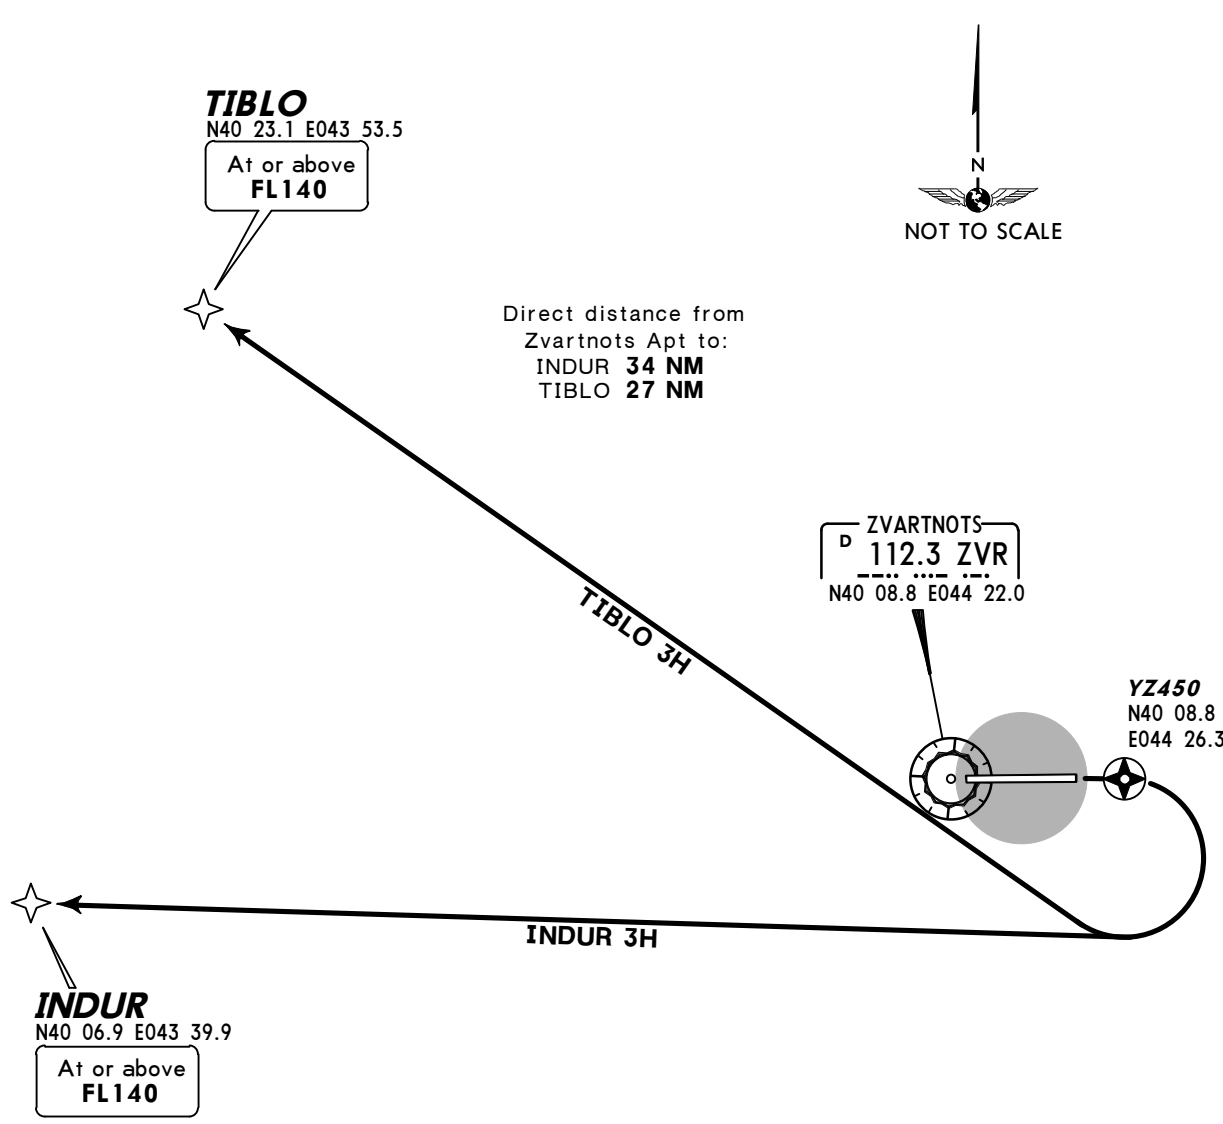 TIBLO
N40 23.1 E043 53.5
At or above
FL140
N
NOT TO SCALE
Direct distance from
Zvartnots Apt to:
INDUR 34 NM
TIBLO 27 NM
ZVARTNOTS
D 112.3 ZVR
N40 08.8 E044 22.0
TIBLO 3H
YZ450
N40 08.8
E044 26.3
INDUR 3H
INDUR
N40 06.9 E043 39.9
At or above
FL140